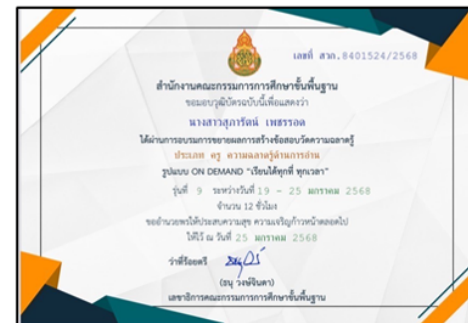 เลขที่ สวก.8401524/2568
สำนักงานคณะกรรมการการศึกษาขั้นพื้นฐาน
ขอมอบวุฒิบัตรฉบับนี้เพื่อแสดงว่า
นางสาวสุภารัตน์ เพชรรอด
ได้ผ่านการอบรมการขยายผลการสร้างข้อสอบวัดความฉลาดรู้
ประเภท ครู ความฉลาดรู้ด้านการอ่าน
รูปแบบ ON DEMAND "เรียนได้ทุกที่ ทุกเวลา"
รุ่นที่ 9 ระหว่างวันที่ 19 - 25 มกราคม 2568
จำนวน 12 ชั่วโมง
ขออำนวยพรให้ประสบความสุข ความเจริญก้าวหน้าตลอดไป
ให้ไว้ ณ วันที่ 25 มกราคม 2568
ว่าที่ร้อยตรี
(ธนุ วงษ์จินดา)
เลขาธิการคณะกรรมการการศึกษาขั้นพื้นฐาน